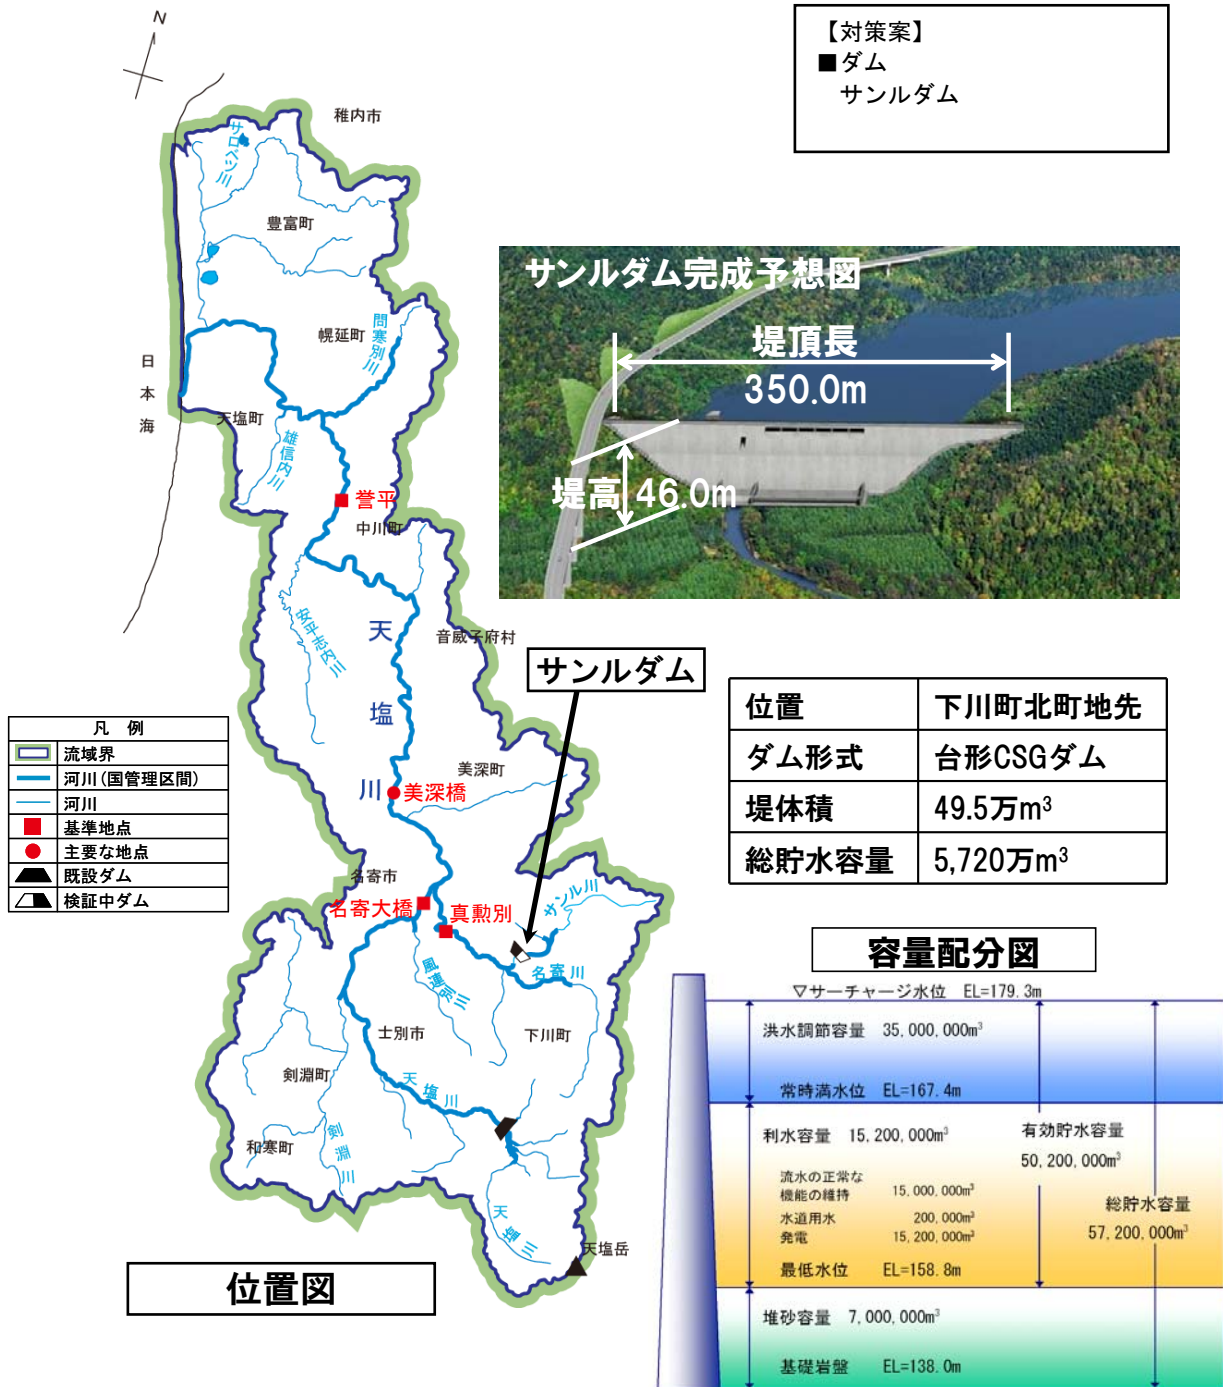 【対策案】
■ダム
サンルダム
N
稚内市
サロベツ川
豊富町
幌延町
問寒別川
日本海
天塩町
雄信内川
誉平
中川町
安平志内川
天塩川
音威子府村
サンルダム
美深町
美深橋
名寄市
名寄大橋
真勲別
サンル川
名寄川
風連別川
士別市
下川町
剣淵町
天塩川
和寒町
剣淵川
天塩川
天塩岳
位置図
凡 例
流域界
河川(国管理区間)
河川
基準地点
主要な地点
既設ダム
検証中ダム
サンルダム完成予想図
堤頂長
350.0m
堤高 46.0m
位置 下川町北町地先
ダム形式 台形CSGダム
堤体積 49.5万m³
総貯水容量 5,720万m³
容量配分図
▽サーチャージ水位 EL=179.3m
洪水調節容量 35,000,000m³
常時満水位 EL=167.4m
利水容量 15,200,000m³
有効貯水容量
50,200,000m³
流水の正常な
機能の維持 15,000,000m³
水道用水 200,000m³
発電 15,200,000m³
総貯水容量
57,200,000m³
最低水位 EL=158.8m
堆砂容量 7,000,000m³
基礎岩盤 EL=138.0m